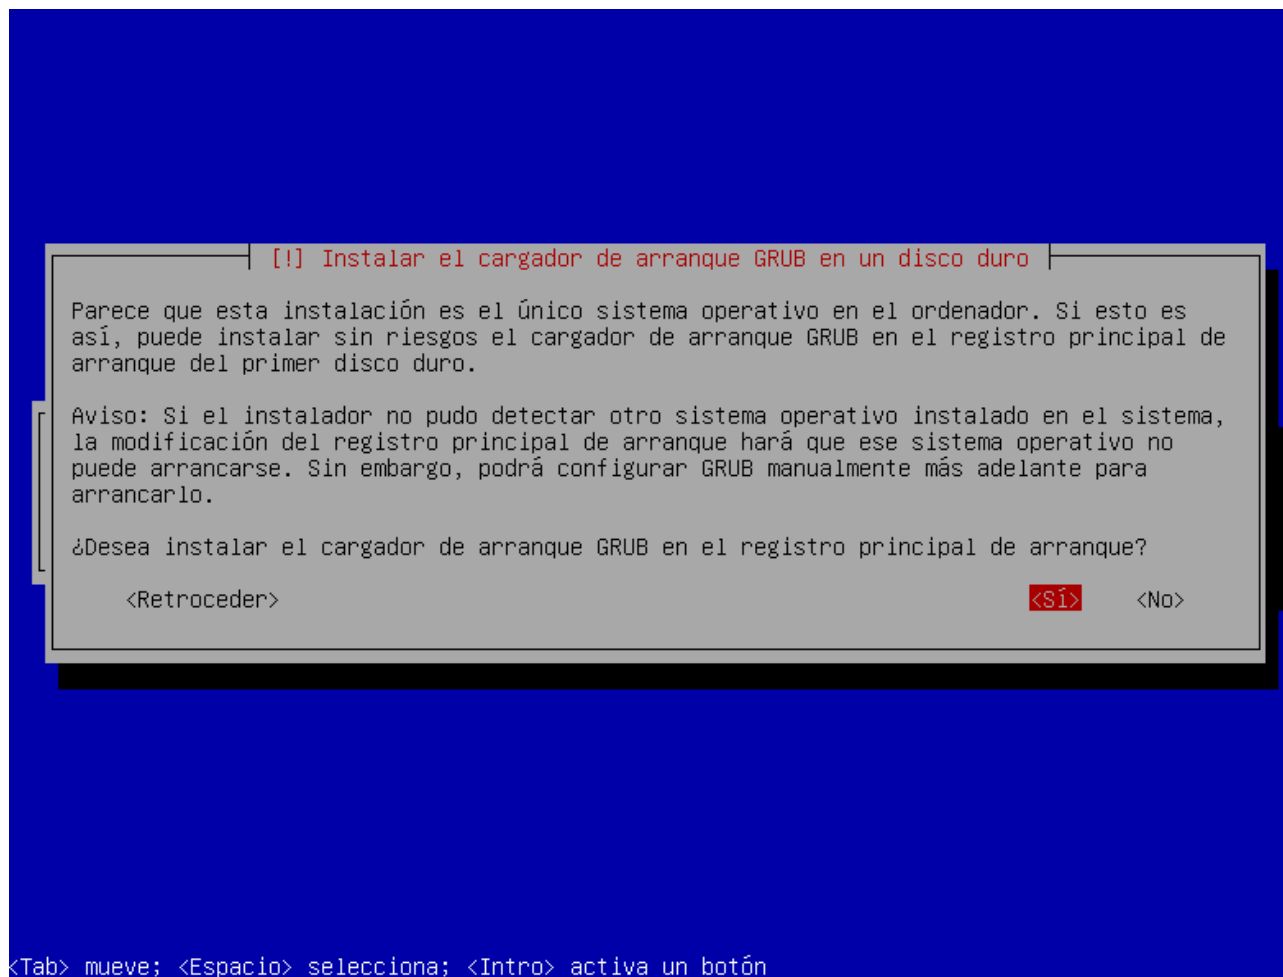 [!] Instalar el cargador de arranque GRUB en un disco duro
Parece que esta instalación es el único sistema operativo en el ordenador. Si esto es
así, puede instalar sin riesgos el cargador de arranque GRUB en el registro principal de
arranque del primer disco duro.
Aviso: Si el instalador no pudo detectar otro sistema operativo instalado en el sistema,
la modificación del registro principal de arranque hará que ese sistema operativo no
puede arrancarse. Sin embargo, podrá configurar GRUB manualmente más adelante para
arrancarlo.
¿Desea instalar el cargador de arranque GRUB en el registro principal de arranque?
<Retroceder> <Sí> <No>
<Tab> mueve; <Espacio> selecciona; <Intro> activa un botón